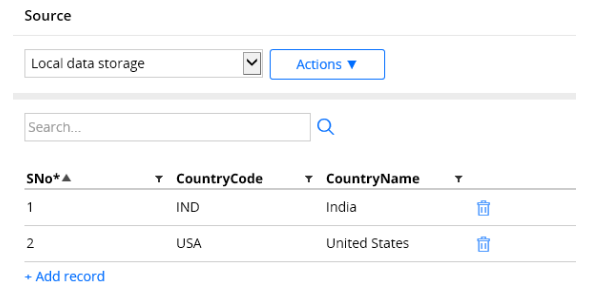 Source
Local data storage Actions ▼
Search...
SNo*▲ CountryCode CountryName
1 IND India
2 USA United States
+ Add record